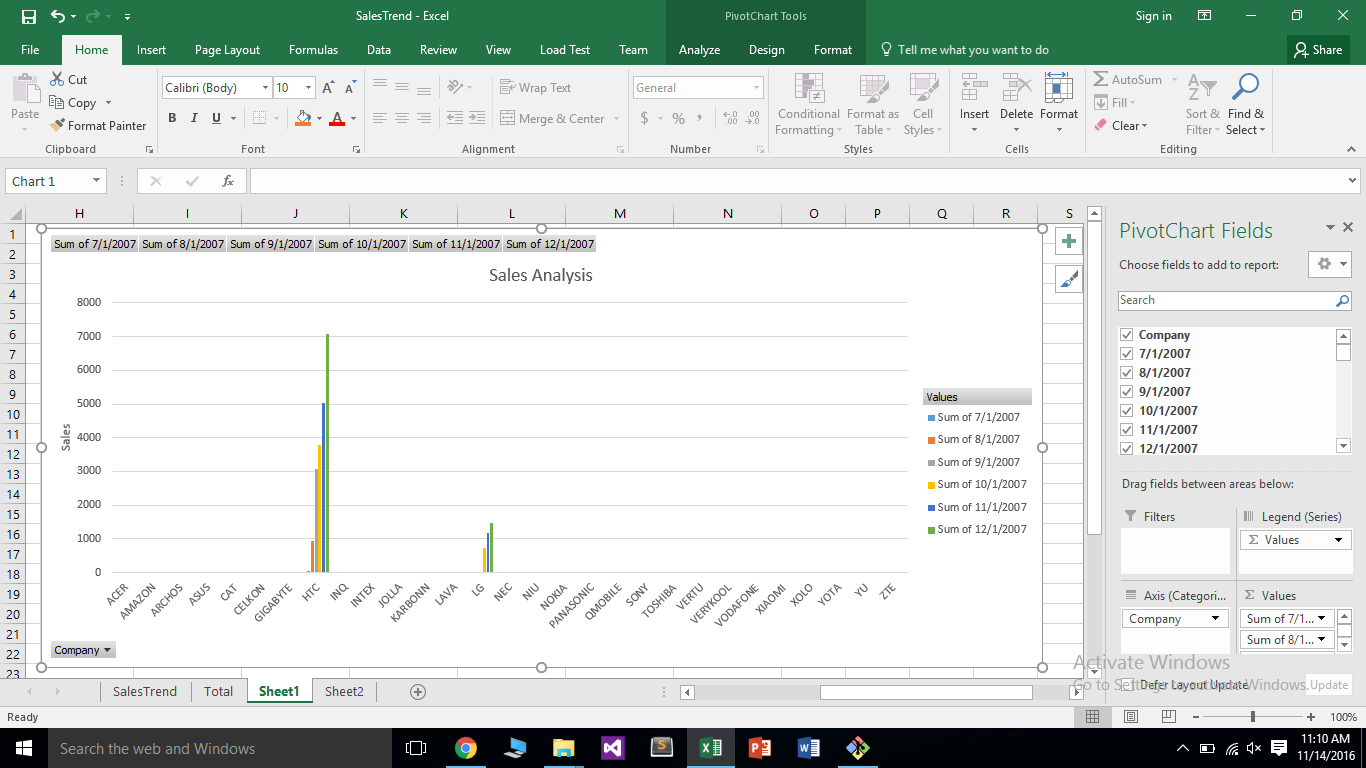 SalesTrend - Excel
PivotChart Tools
Sign in
File Home Insert Page Layout Formulas Data Review View Load Test Team Analyze Design Format Tell me what you want to do Share
Paste
Cut
Copy
Format Painter
Clipboard
Calibri (Body) 10
B I U
Font
Wrap Text
Merge & Center
Alignment
General
$ % ,
Number
Conditional Formatting
Format as Table
Cell Styles
Styles
Insert Delete Format
Cells
AutoSum
Fill
Clear
Sort & Filter
Find & Select
Editing
Chart 1
fx
H I J K L M N O P Q R S
1
2
3
4
5
6
7
8
9
10
11
12
13
14
15
16
17
18
19
20
21
22
23
Sum of 7/1/2007 Sum of 8/1/2007 Sum of 9/1/2007 Sum of 10/1/2007 Sum of 11/1/2007 Sum of 12/1/2007
Sales Analysis
8000
7000
6000
5000
4000
3000
2000
1000
0
Sales
ACER AMAZON ARCHOS ASUS CAT CELKON GIGABYTE HTC INQ INTEX JOLLA KARBONN LAVA LG NEC NIU NOKIA PANASONIC QMOBILE SONY TOSHIBA VERTU VERYKOOL VODAFONE XIAOMI XOLO YOTA YU ZTE
Company
Values
Sum of 7/1/2007
Sum of 8/1/2007
Sum of 9/1/2007
Sum of 10/1/2007
Sum of 11/1/2007
Sum of 12/1/2007
PivotChart Fields
Choose fields to add to report:
Search
Company
7/1/2007
8/1/2007
9/1/2007
10/1/2007
11/1/2007
12/1/2007
Drag fields between areas below:
Filters
Legend (Series)
Σ Values
Axis (Categori...
Company
Σ Values
Sum of 7/1...
Sum of 8/1...
Defer Layout Update
Update
Activate Windows
Go to Settings to activate Windows.
SalesTrend Total Sheet1 Sheet2
Ready
100%
Search the web and Windows
11:10 AM
11/14/2016